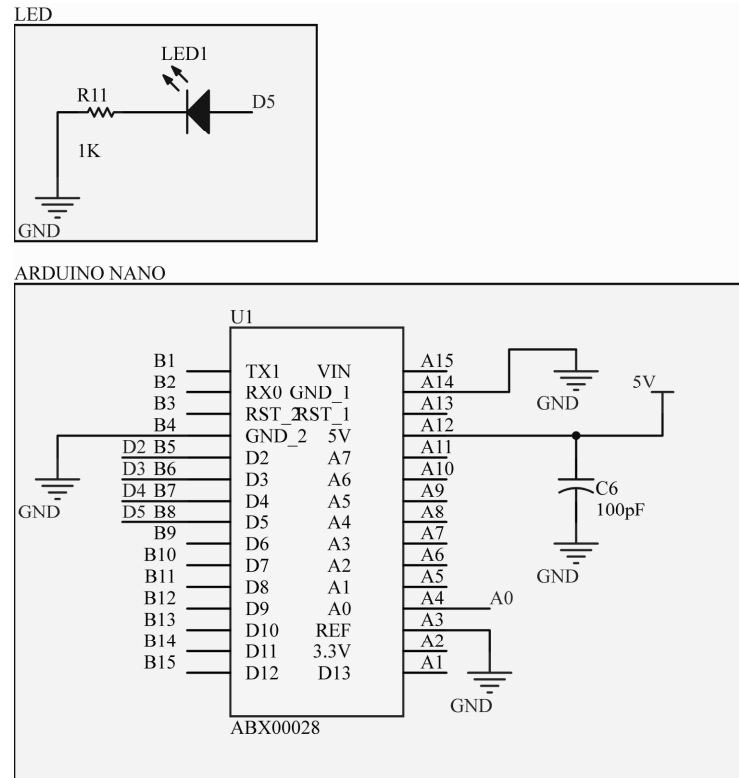 LED
LED1
R11
D5
1K
GND
ARDUINO NANO
U1
B1 TX1 VIN A15
B2 RX0 GND_1 A14
B3 RST_2 RST_1 A13
B4 GND_2 5V A12
D2 B5 D2 A7 A11
D3 B6 D3 A6 A10
D4 B7 D4 A5 A9
D5 B8 D5 A4 A8
B9 D6 A3 A7
B10 D7 A2 A6
B11 D8 A1 A5
B12 D9 A0 A4 A0
B13 D10 REF A3
B14 D11 3.3V A2
B15 D12 D13 A1
ABX00028
GND
GND
5V
C6
100pF
GND
GND